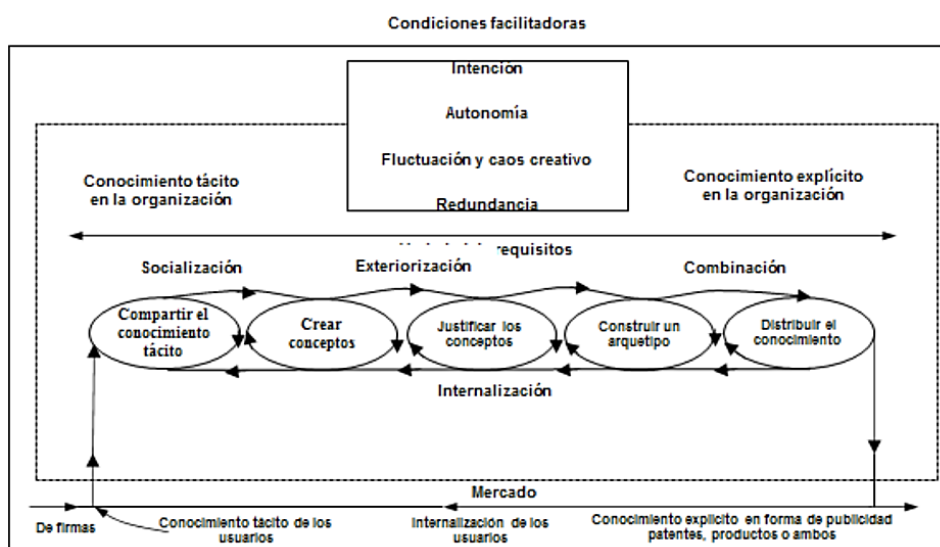 Condiciones facilitadoras
Intención
Autonomía
Fluctuación y caos creativo
Redundancia
Conocimiento tácito
en la organización
Conocimiento explícito
en la organización
requisitos
Socialización
Exteriorización
Combinación
Compartir el
conocimiento
tácito
Crear
conceptos
Justificar los
conceptos
Construir un
arquetipo
Distribuir el
conocimiento
Internalización
Mercado
De firmas
Conocimiento tácito de los
usuarios
Internalización de los
usuarios
Conocimiento explícito en forma de publicidad
patentes, productos o ambos